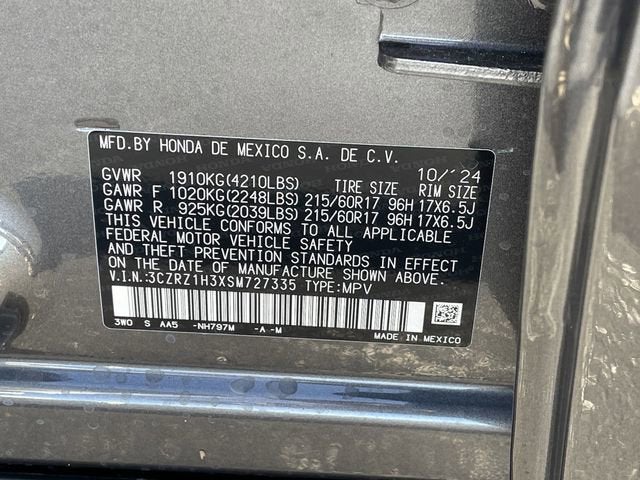 MFD.BY HONDA DE MEXICO S.A. DE C.V. 10/'24
GVWR 1910KG(4210LBS) TIRE SIZE RIM SIZE
GAWR F 1020KG(2248LBS) 215/60R17 96H 17X6.5J
GAWR R 925KG(2039LBS) 215/60R17 96H 17X6.5J
THIS VEHICLE CONFORMS TO ALL APPLICABLE
FEDERAL MOTOR VEHICLE SAFETY
AND THEFT PREVENTION STANDARDS IN EFFECT
ON THE DATE OF MANUFACTURE SHOWN ABOVE.
V.I.N.:3CZRZ1H3XSM727335 TYPE:MPV
3W0 S AA5 -NH797M -A-M
MADE IN MEXICO